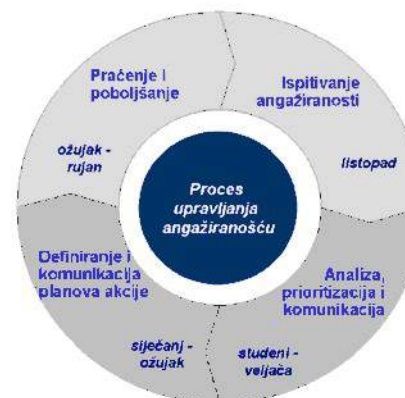 Praćenje i
poboljšanje
ožujak -
rujan
Ispitivanje
angažiranosti
listopad
Proces
upravljanja
angažiranošću
Definiranje i
komunikacija
planova akcije
siječanj -
ožujak
Analiza,
prioritizacija i
komunikacija
studeni -
veljača